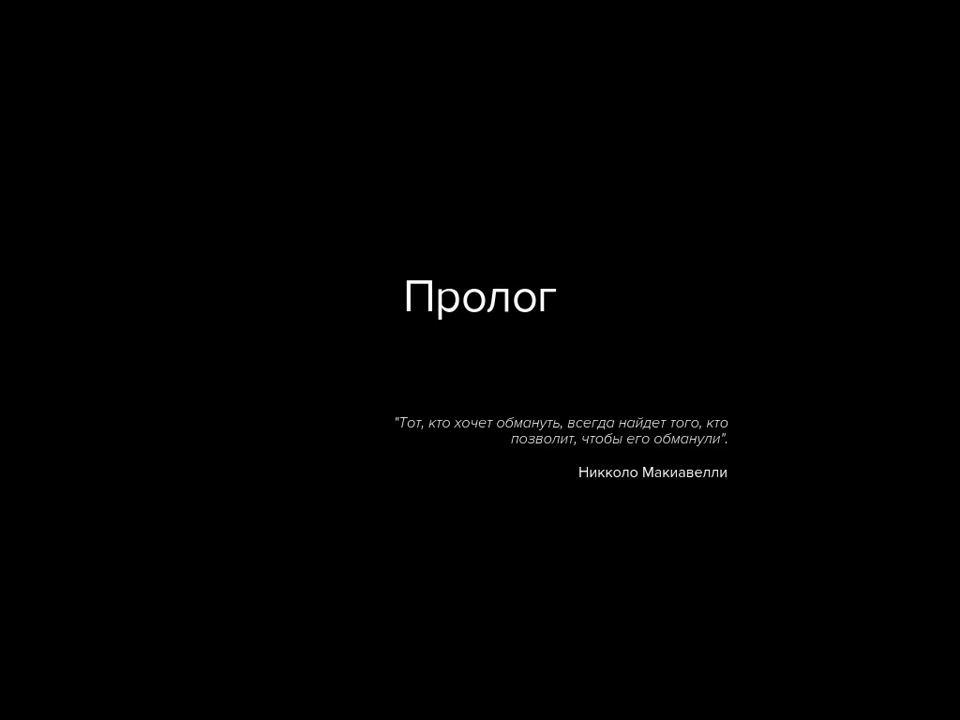 Пролог
"Тот, кто хочет обмануть, всегда найдет того, кто
позволит, чтобы его обманули".
Никколо Макиавелли